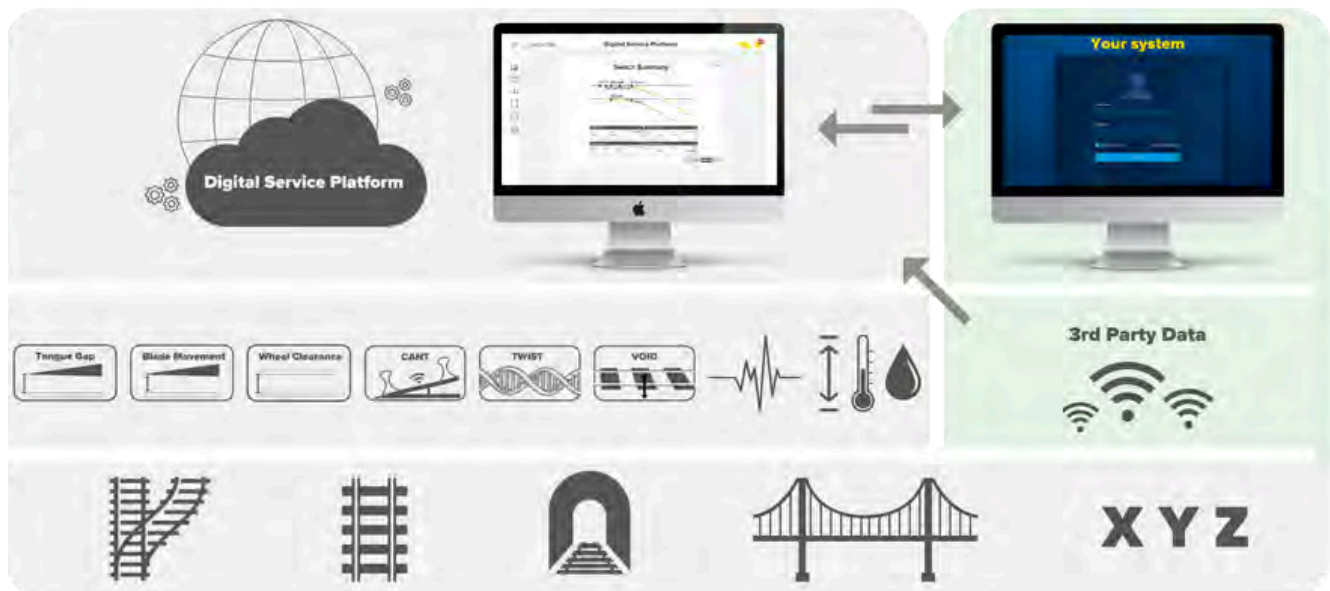 Digital Service Platform
Digital Service Platform
Switch Summary
Your system
Tongue Gap
Blade Movement
Wheel Clearance
CANT
TWIST
VOID
3rd Party Data
X Y Z